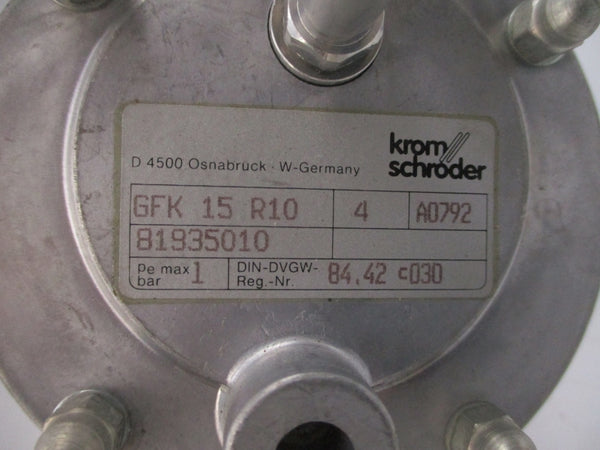 krom
schroder
D 4500 Osnabrück · W-Germany
GFK 15 R10 4 A0792
81935010
pe max
bar 1
DIN-DVGW-
Reg.-Nr. 84.42 c030